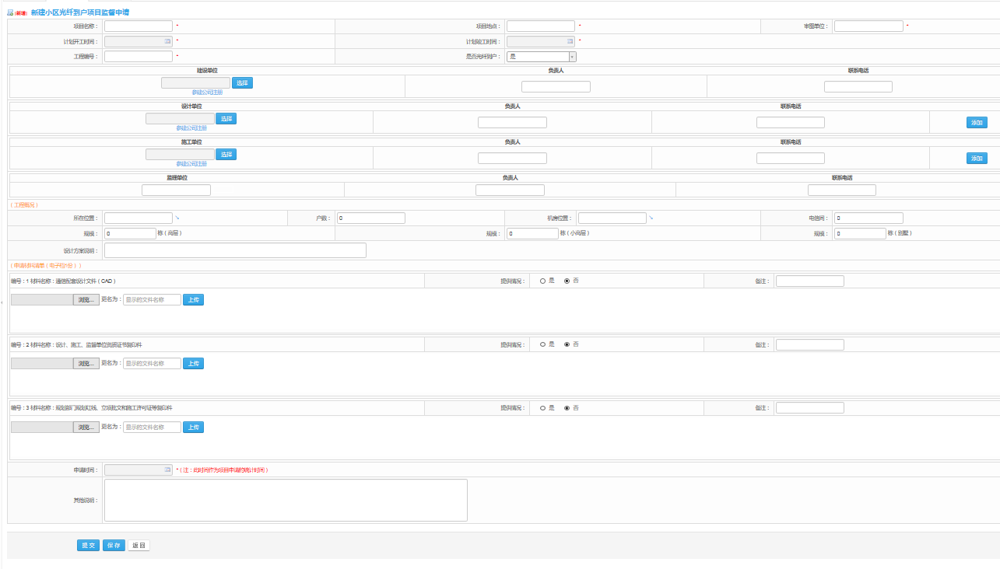 [新增] 新建小区光纤到户项目监督申请
项目名称： * 项目地点： * 审图单位： *
计划开工时间： * 计划竣工时间： *
工程编号： * 是否光纤到户： 是
建设单位 负责人 联系电话
选择
参建公司注册
设计单位 负责人 联系电话
选择 添加
参建公司注册
施工单位 负责人 联系电话
选择 添加
参建公司注册
监理单位 负责人 联系电话
( 工程概况 )
所在位置： 户数： 0 机房位置： 电信间： 0
规模： 0 栋 ( 高层 ) 规模： 0 栋 ( 小高层 ) 规模： 0 栋 ( 别墅 )
设计方案说明：
( 申请材料清单 ( 电子档1份 ) )
编号：1 材料名称：通信配套设计文件 ( CAD ) 提供情况： 是 否 备注：
浏览... 更名为： 显示的文件名称 上传
编号：2 材料名称：设计、施工、监督单位资质证书复印件 提供情况： 是 否 备注：
浏览... 更名为： 显示的文件名称 上传
编号：3 材料名称：规划部门规划红线、立项批文和施工许可证等复印件 提供情况： 是 否 备注：
浏览... 更名为： 显示的文件名称 上传
申请时间： * ( 注：此时间作为项目申请的统计时间 )
其他说明：
提 交 保 存 返 回